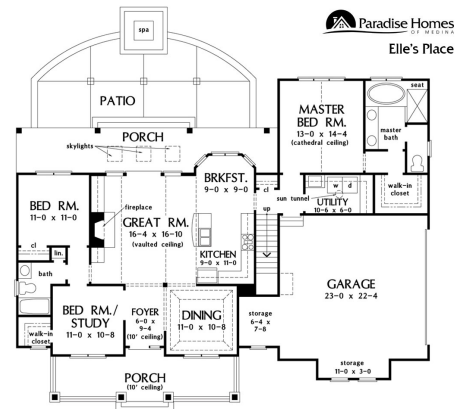 Paradise Homes
OF MEDINA
Elle's Place
spa
PATIO
PORCH
skylights
MASTER
BED RM.
13-0 x 14-4
(cathedral ceiling)
seat
master
bath
BRKFST.
9-0 x 9-0
cl
sun tunnel
w d
UTILITY
10-6 x 6-0
walk-in
closet
BED RM.
11-0 x 11-0
fireplace
GREAT RM.
16-4 x 16-10
(vaulted ceiling)
up
cl
lin.
KITCHEN
9-0 x 11-0
bath
GARAGE
23-0 x 22-4
BED RM./
STUDY
11-0 x 10-8
FOYER
6-0 x
9-4
(10' ceiling)
DINING
11-0 x 10-8
storage
6-4 x
7-8
walk-in
closet
PORCH
(10' ceiling)
storage
11-0 x 3-0